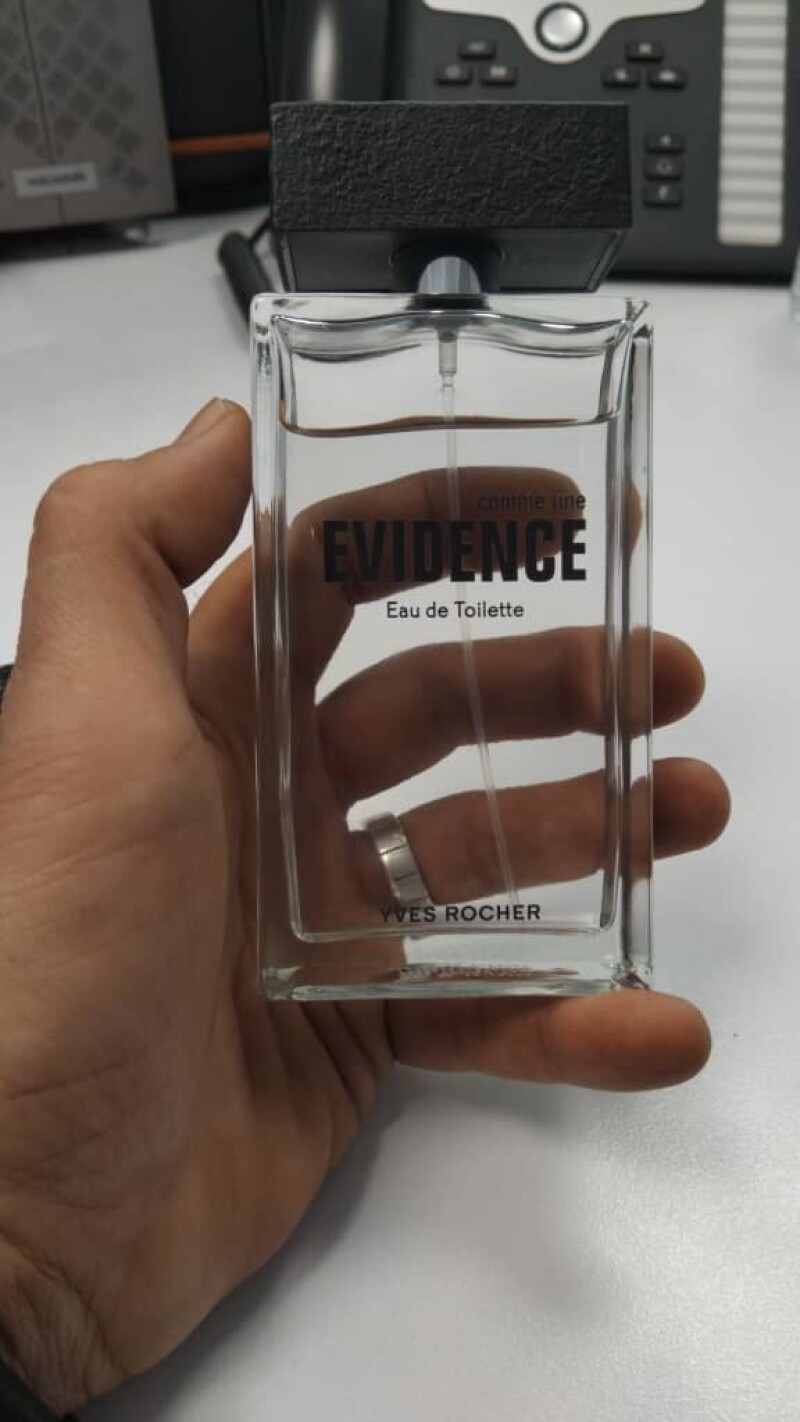 comme une
EVIDENCE
Eau de Toilette
YVES ROCHER